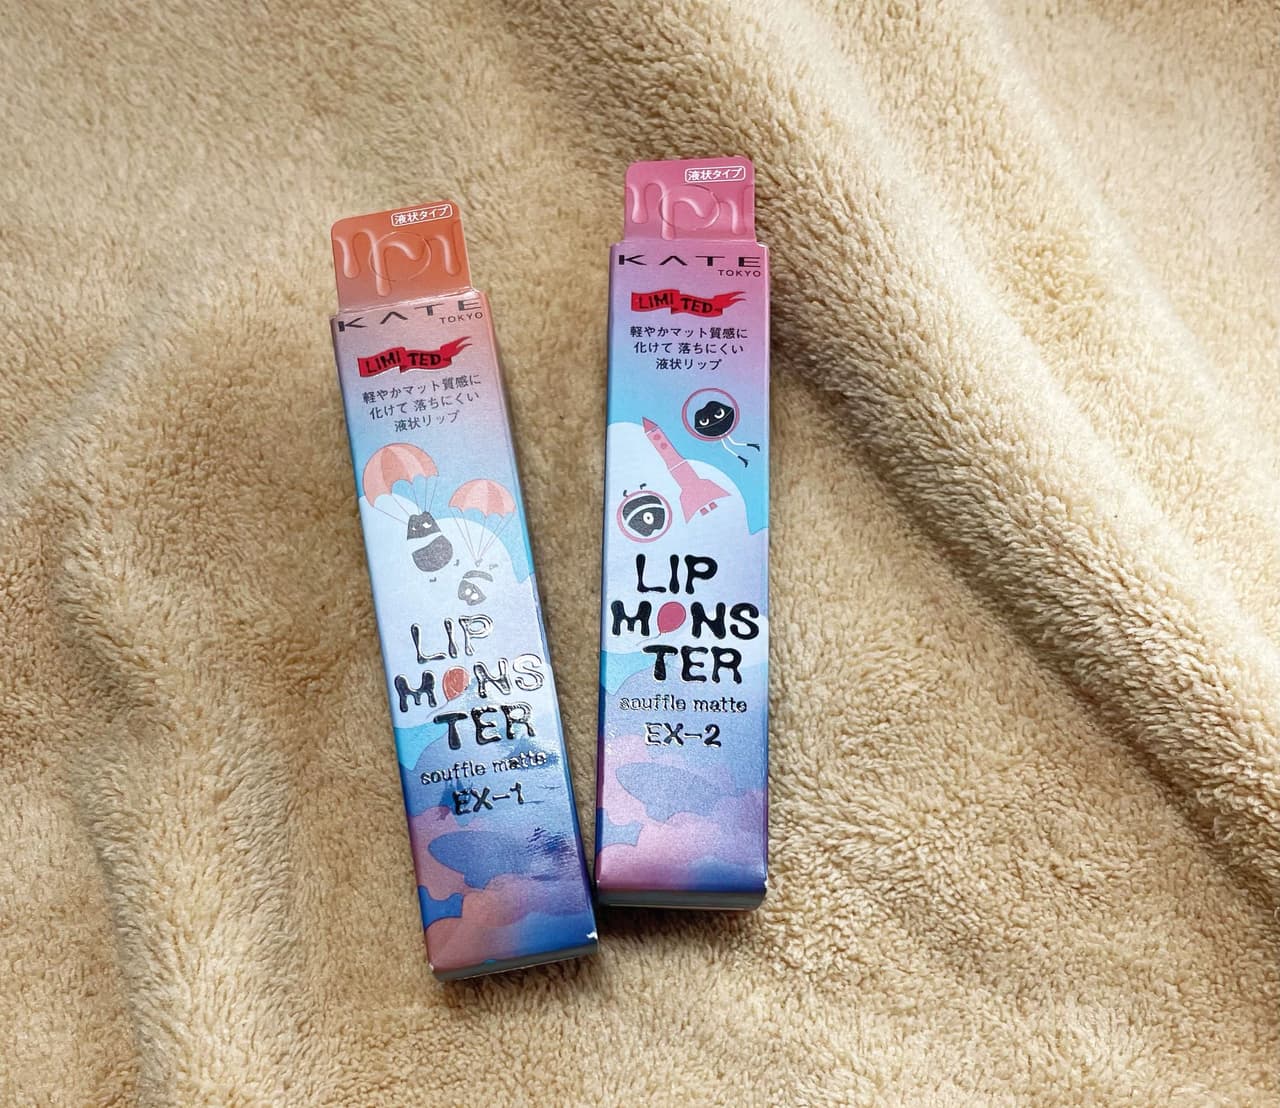 液状タイプ
KATE
TOKYO
LIMITED
軽やかマット質感に
化けて 落ちにくい
液状リップ
LIP
MONS
TER
souffle matte
EX-1
液状タイプ
KATE
TOKYO
LIMITED
軽やかマット質感に
化けて 落ちにくい
液状リップ
LIP
MONS
TER
souffle matte
EX-2